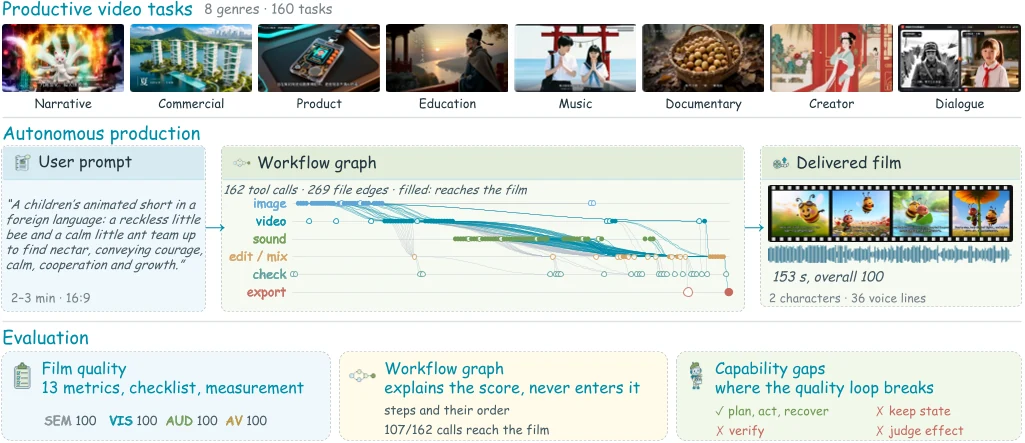 Productive video tasks 8 genres · 160 tasks
Narrative Commercial Product Education Music Documentary Creator Dialogue
Autonomous production
User prompt
"A children's animated short in a
foreign language: a reckless little
bee and a calm little ant team up
to find nectar, conveying courage,
calm, cooperation and growth."
2–3 min · 16:9
Workflow graph
162 tool calls · 269 file edges · filled: reaches the film
image
video
sound
edit / mix
check
export
Delivered film
153 s, overall 100
2 characters · 36 voice lines
Evaluation
Film quality
13 metrics, checklist, measurement
SEM 100 VIS 100 AUD 100 AV 100
Workflow graph
explains the score, never enters it
steps and their order
107/162 calls reach the film
Capability gaps
where the quality loop breaks
✓ plan, act, recover ✗ keep state
✗ verify ✗ judge effect